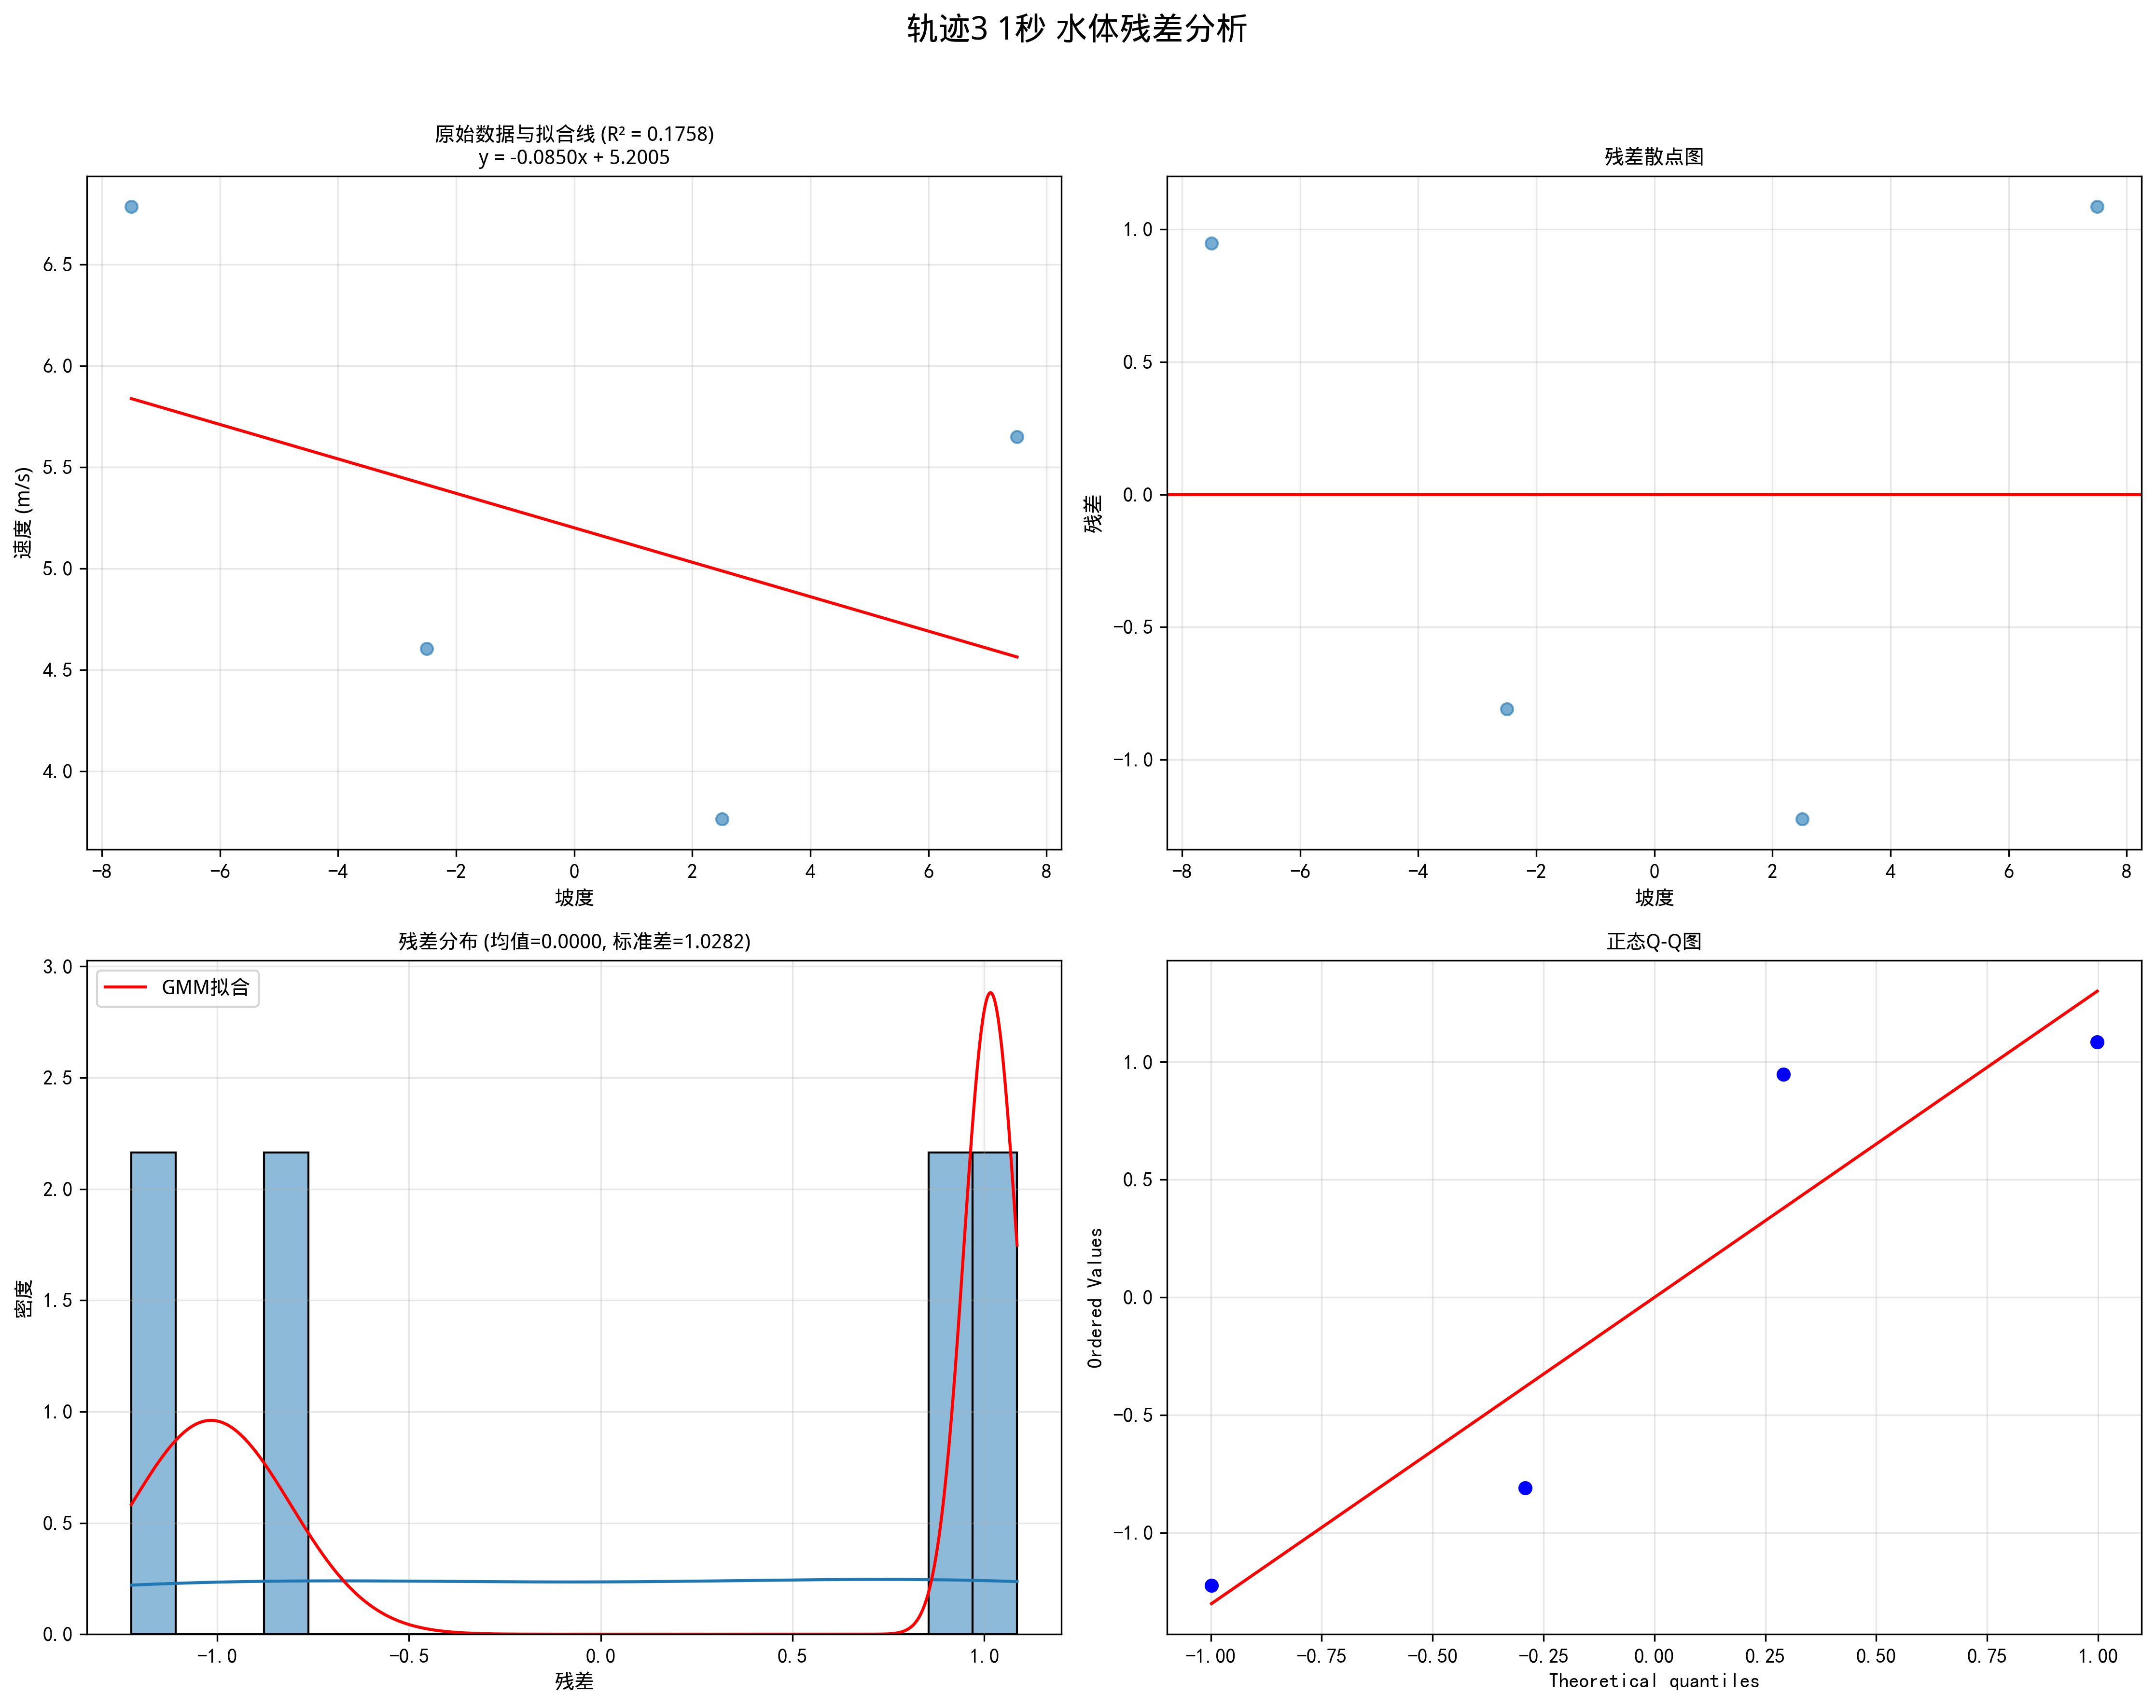 轨迹3 1秒 水体残差分析
原始数据与拟合线 (R² = 0.1758)
y = -0.0850x + 5.2005
速度 (m/s)
6.5
6.0
5.5
5.0
4.5
4.0
−8 −6 −4 −2 0 2 4 6 8
坡度
残差散点图
残差
1.0
0.5
0.0
−0.5
−1.0
−8 −6 −4 −2 0 2 4 6 8
坡度
残差分布 (均值=0.0000, 标准差=1.0282)
GMM拟合
密度
3.0
2.5
2.0
1.5
1.0
0.5
0.0
−1.0 −0.5 0.0 0.5 1.0
残差
正态Q-Q图
Ordered Values
1.0
0.5
0.0
−0.5
−1.0
−1.00 −0.75 −0.50 −0.25 0.00 0.25 0.50 0.75 1.00
Theoretical quantiles